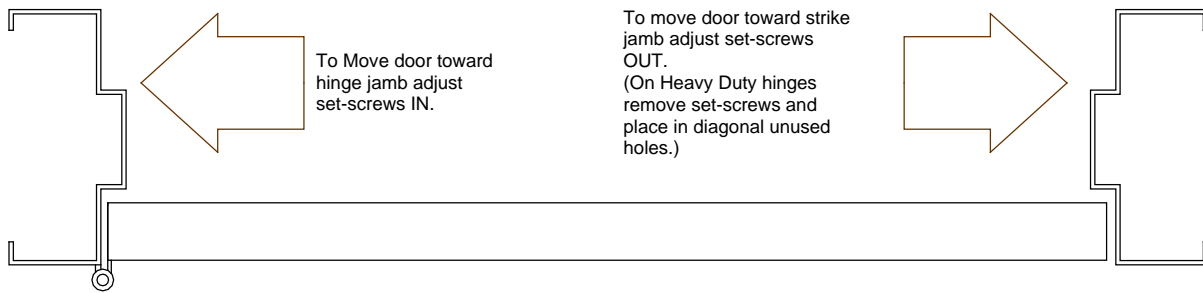 To Move door toward
hinge jamb adjust
set-screws IN.
To move door toward strike
jamb adjust set-screws
OUT.
(On Heavy Duty hinges
remove set-screws and
place in diagonal unused
holes.)